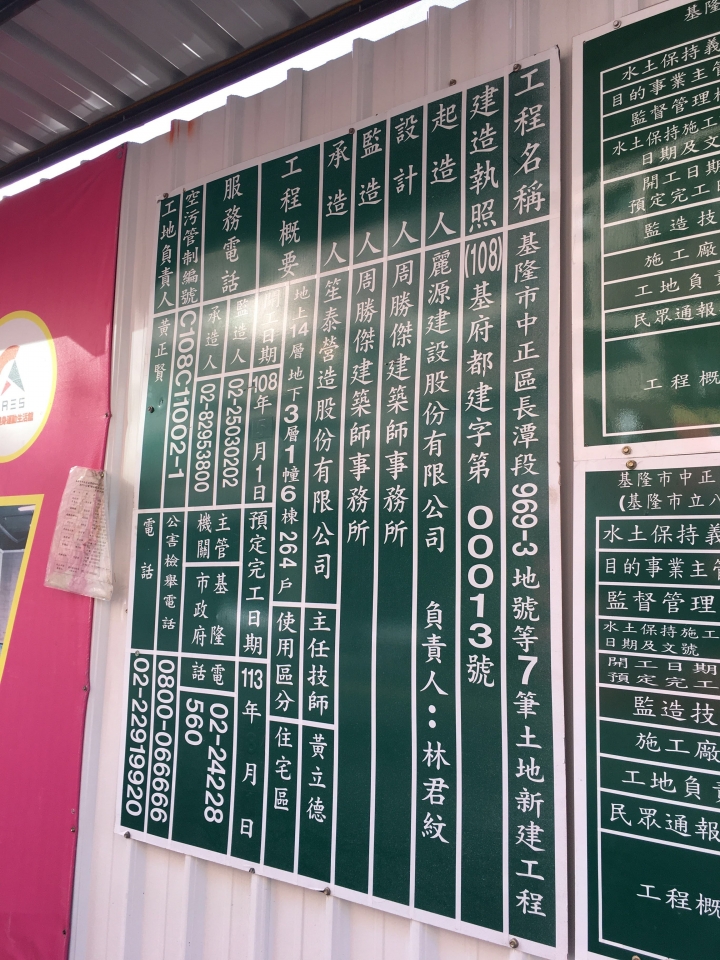 工程名稱 基隆市中正區長潭段969-3地號等7筆土地新建工程
建造執照 (108)基府都建字第 00013號
起造人 麗源建設股份有限公司 負責人：林君紋
設計人 周勝傑建築師事務所
監造人 周勝傑建築師事務所
承造人 笙泰營造股份有限公司 主任技師 黃立德
工程概要 地上14層地下3層1幢6棟264戶 使用區分 住宅區
開工日期 108年 月1日 預定完工日期 113年 月 日
服務電話 監造人 02-25030202 主管機關 基隆市政府 電話 02-24228560
承造人 02-82953800
空污管制編號 C108C11002-1 公害檢舉電話 0800-066666
工地負責人 黃正賢 電話 02-22919920
水土保持義
目的事業主管
監督管理
水土保持施工
日期及文號
開工日期
預定完工
監造技
施工廠
工地負
民眾通報
工程概
基隆市中正
(基隆市立八
水土保持義
目的事業主管
監督管理
水土保持施工
日期及文號
開工日期
預定完工
監造技
施工廠
工地負責
民眾通報
工程概